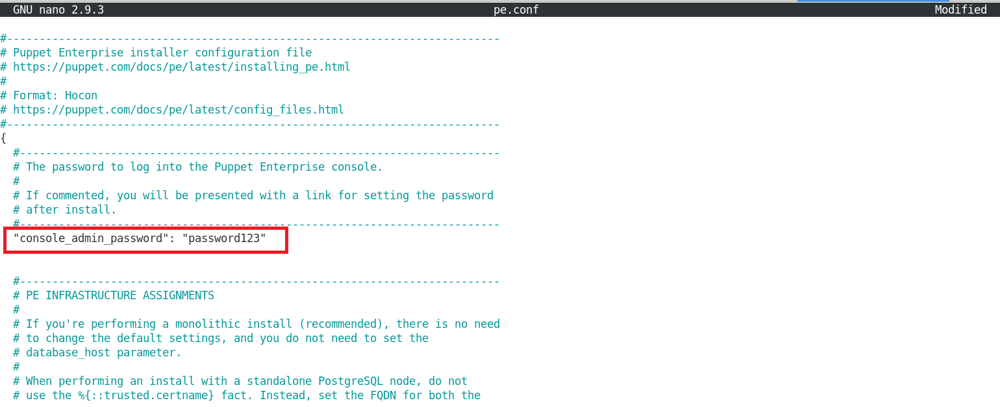 GNU nano 2.9.3 pe.conf Modified
#----------------------------------------------------------------------------
# Puppet Enterprise installer configuration file
# https://puppet.com/docs/pe/latest/installing_pe.html
#
# Format: Hocon
# https://puppet.com/docs/pe/latest/config_files.html
#----------------------------------------------------------------------------
{
  #--------------------------------------------------------------------------
  # The password to log into the Puppet Enterprise console.
  #
  # If commented, you will be presented with a link for setting the password
  # after install.
  #--------------------------------------------------------------------------
  "console_admin_password": "password123"
  #--------------------------------------------------------------------------
  # PE INFRASTRUCTURE ASSIGNMENTS
  #
  # If you're performing a monolithic install (recommended), there is no need
  # to change the default settings, and you do not need to set the
  # database_host parameter.
  #
  # When performing an install with a standalone PostgreSQL node, do not
  # use the %{::trusted.certname} fact. Instead, set the FQDN for both the